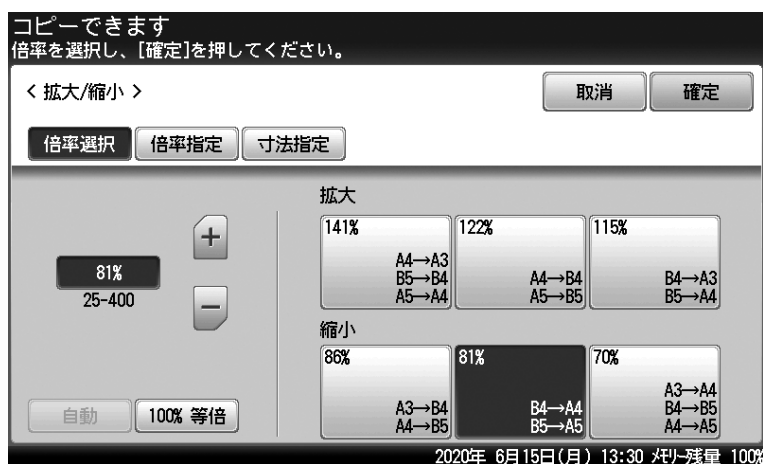 コピーできます
倍率を選択し、[確定]を押してください。
< 拡大/縮小 >
取消
確定
倍率選択
倍率指定
寸法指定
拡大
141%
A4→A3
B5→B4
A5→A4
122%
A4→B4
A5→B5
115%
B4→A3
B5→A4
+
81%
25-400
-
縮小
86%
A3→B4
A4→B5
81%
B4→A4
B5→A5
70%
A3→A4
B4→B5
A4→A5
自動
100% 等倍
2020年 6月15日(月) 13:30 メモリー残量 100%